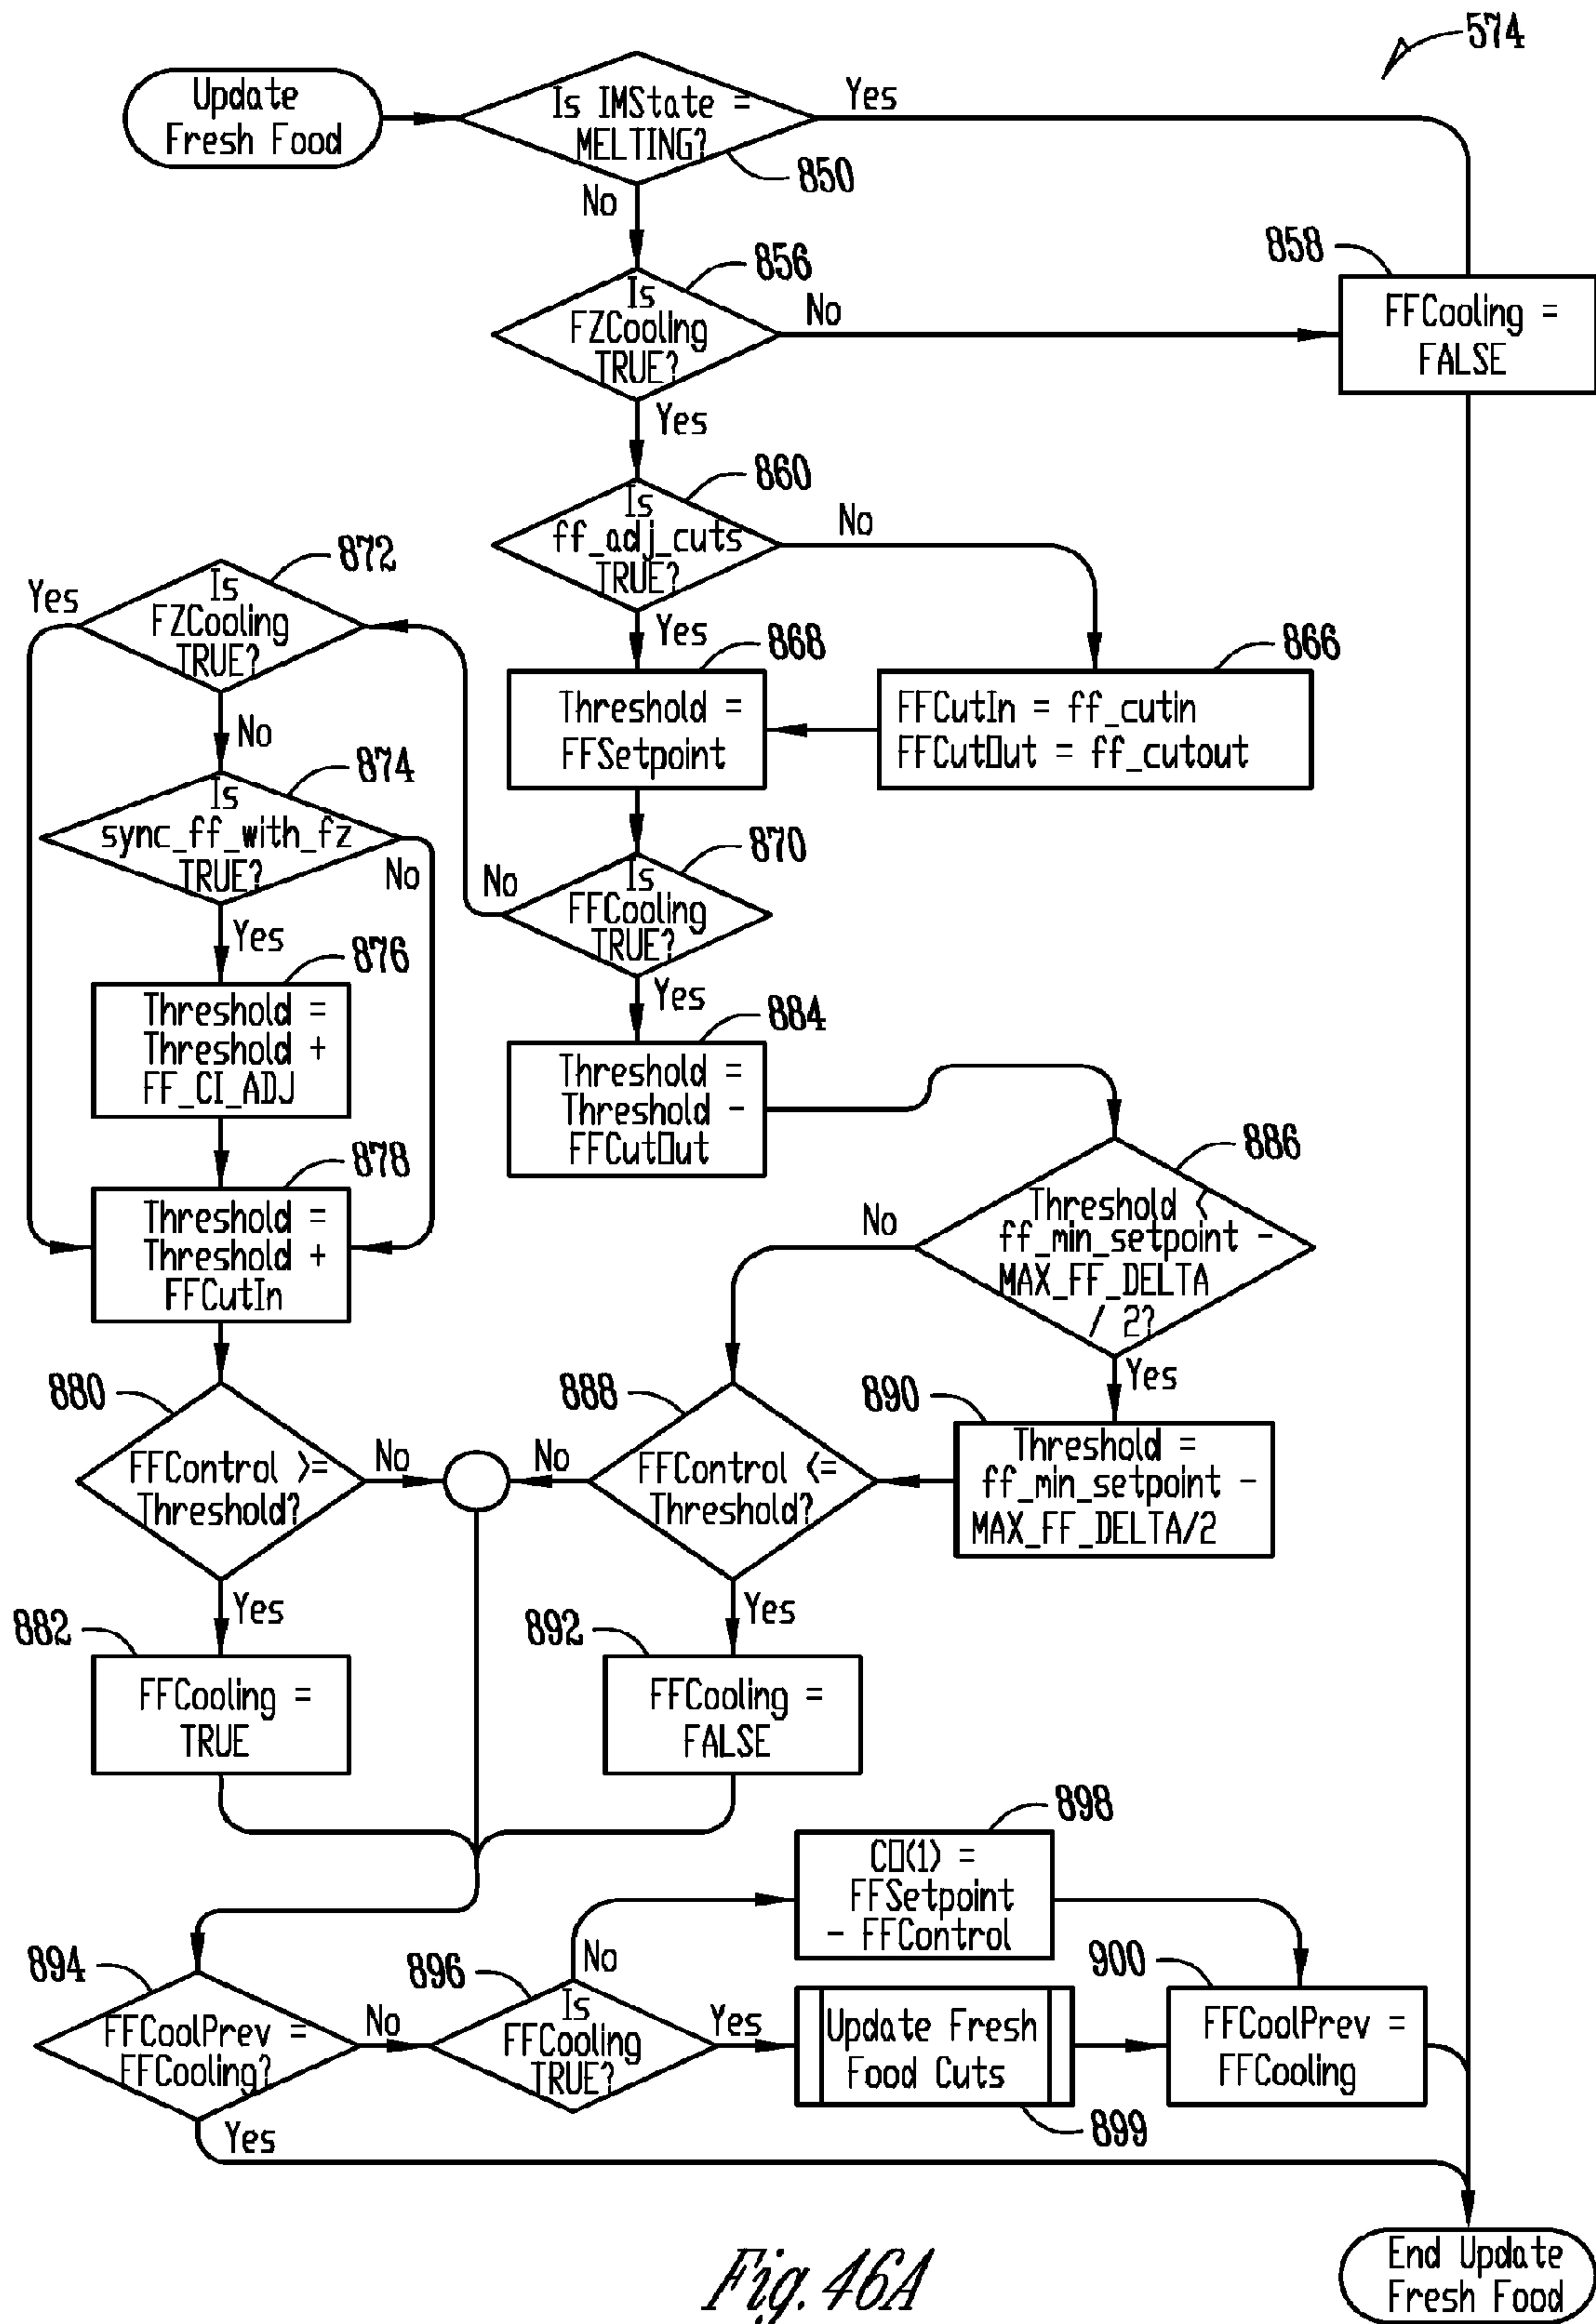 574
Update
Fresh Food
Is IMState =
MELTING?
Yes
850
No
858
FFCooling =
FALSE
856
Is
FZCooling
TRUE?
No
Yes
860
Is
ff_adj_cuts
TRUE?
No
Yes
872
Is
FZCooling
TRUE?
Yes
No
868
Threshold =
FFSetpoint
866
FFCutIn = ff_cutin
FFCutOut = ff_cutout
874
Is
sync_ff_with_fz
TRUE?
No
Yes
870
Is
FFCooling
TRUE?
No
Yes
876
Threshold =
Threshold +
FF_CI_ADJ
884
Threshold =
Threshold -
FFCutOut
878
Threshold =
Threshold +
FFCutIn
886
Threshold <
ff_min_setpoint -
MAX_FF_DELTA
/ 2?
No
Yes
880
FFControl >=
Threshold?
No
Yes
888
FFControl <=
Threshold?
No
Yes
890
Threshold =
ff_min_setpoint -
MAX_FF_DELTA/2
882
FFCooling =
TRUE
892
FFCooling =
FALSE
898
CO(1) =
FFSetpoint
- FFControl
894
FFCoolPrev =
FFCooling?
No
Yes
896
Is
FFCooling
TRUE?
No
Yes
Update Fresh
Food Cuts
899
900
FFCoolPrev =
FFCooling
End Update
Fresh Food
Fig. 46A